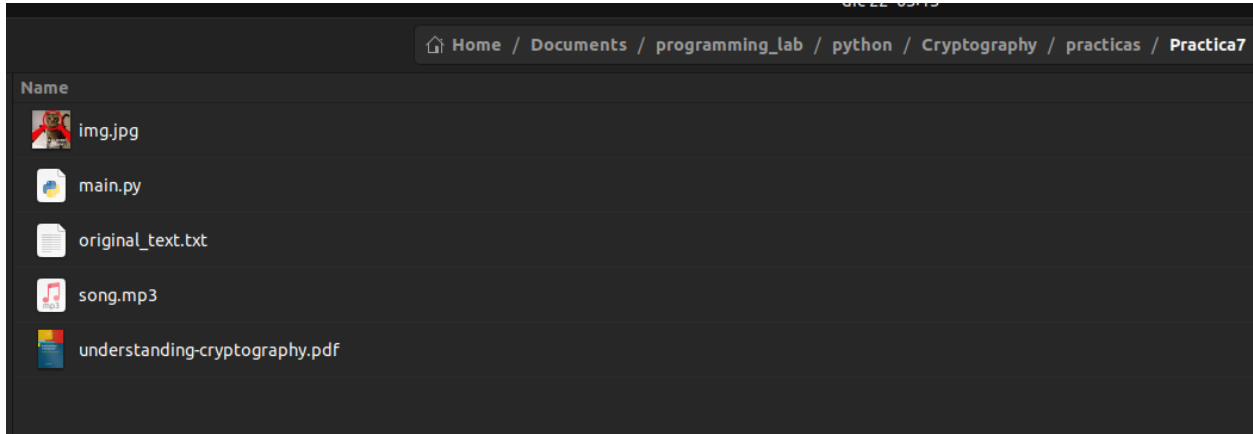 Home / Documents / programming_lab / python / Cryptography / practicas / Practica7
Name
img.jpg
main.py
original_text.txt
mp3
song.mp3
understanding-cryptography.pdf